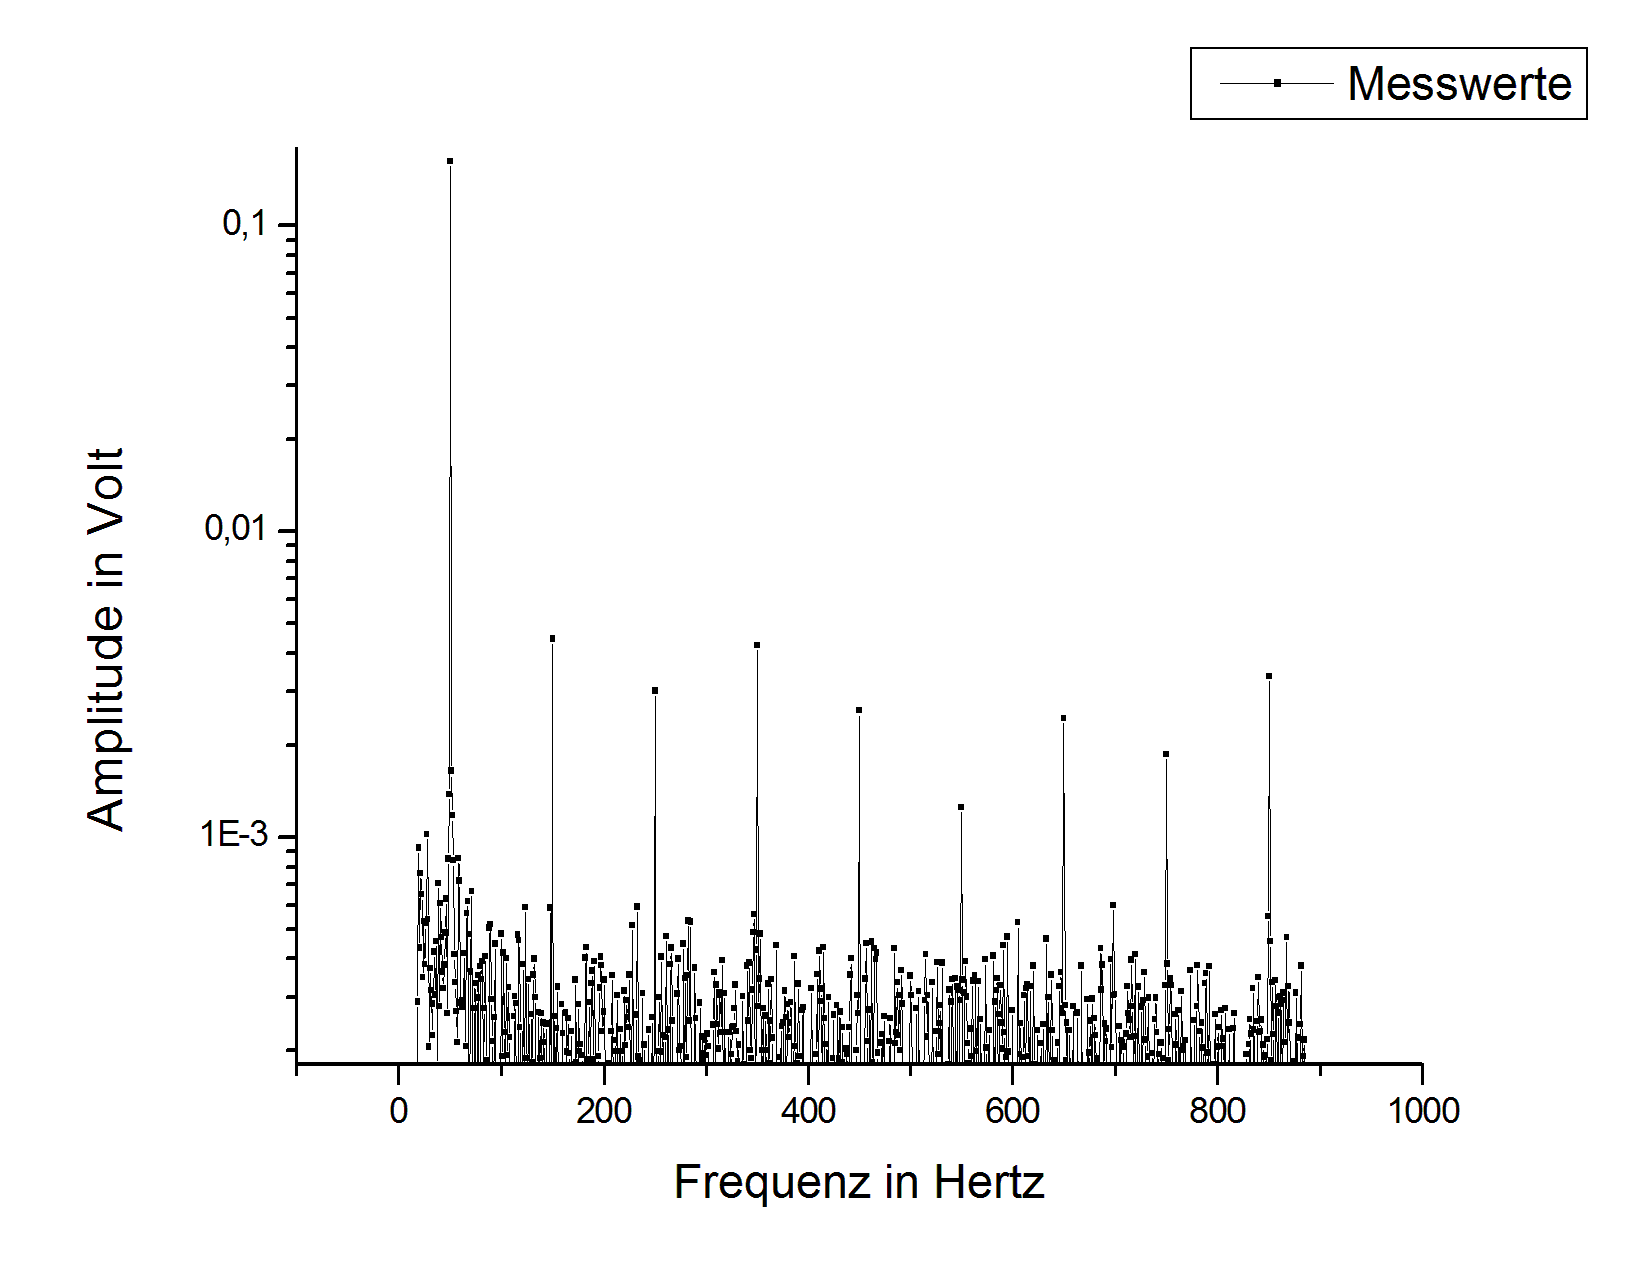 Messwerte
0,1
0,01
1E-3
Amplitude in Volt
0 200 400 600 800 1000
Frequenz in Hertz